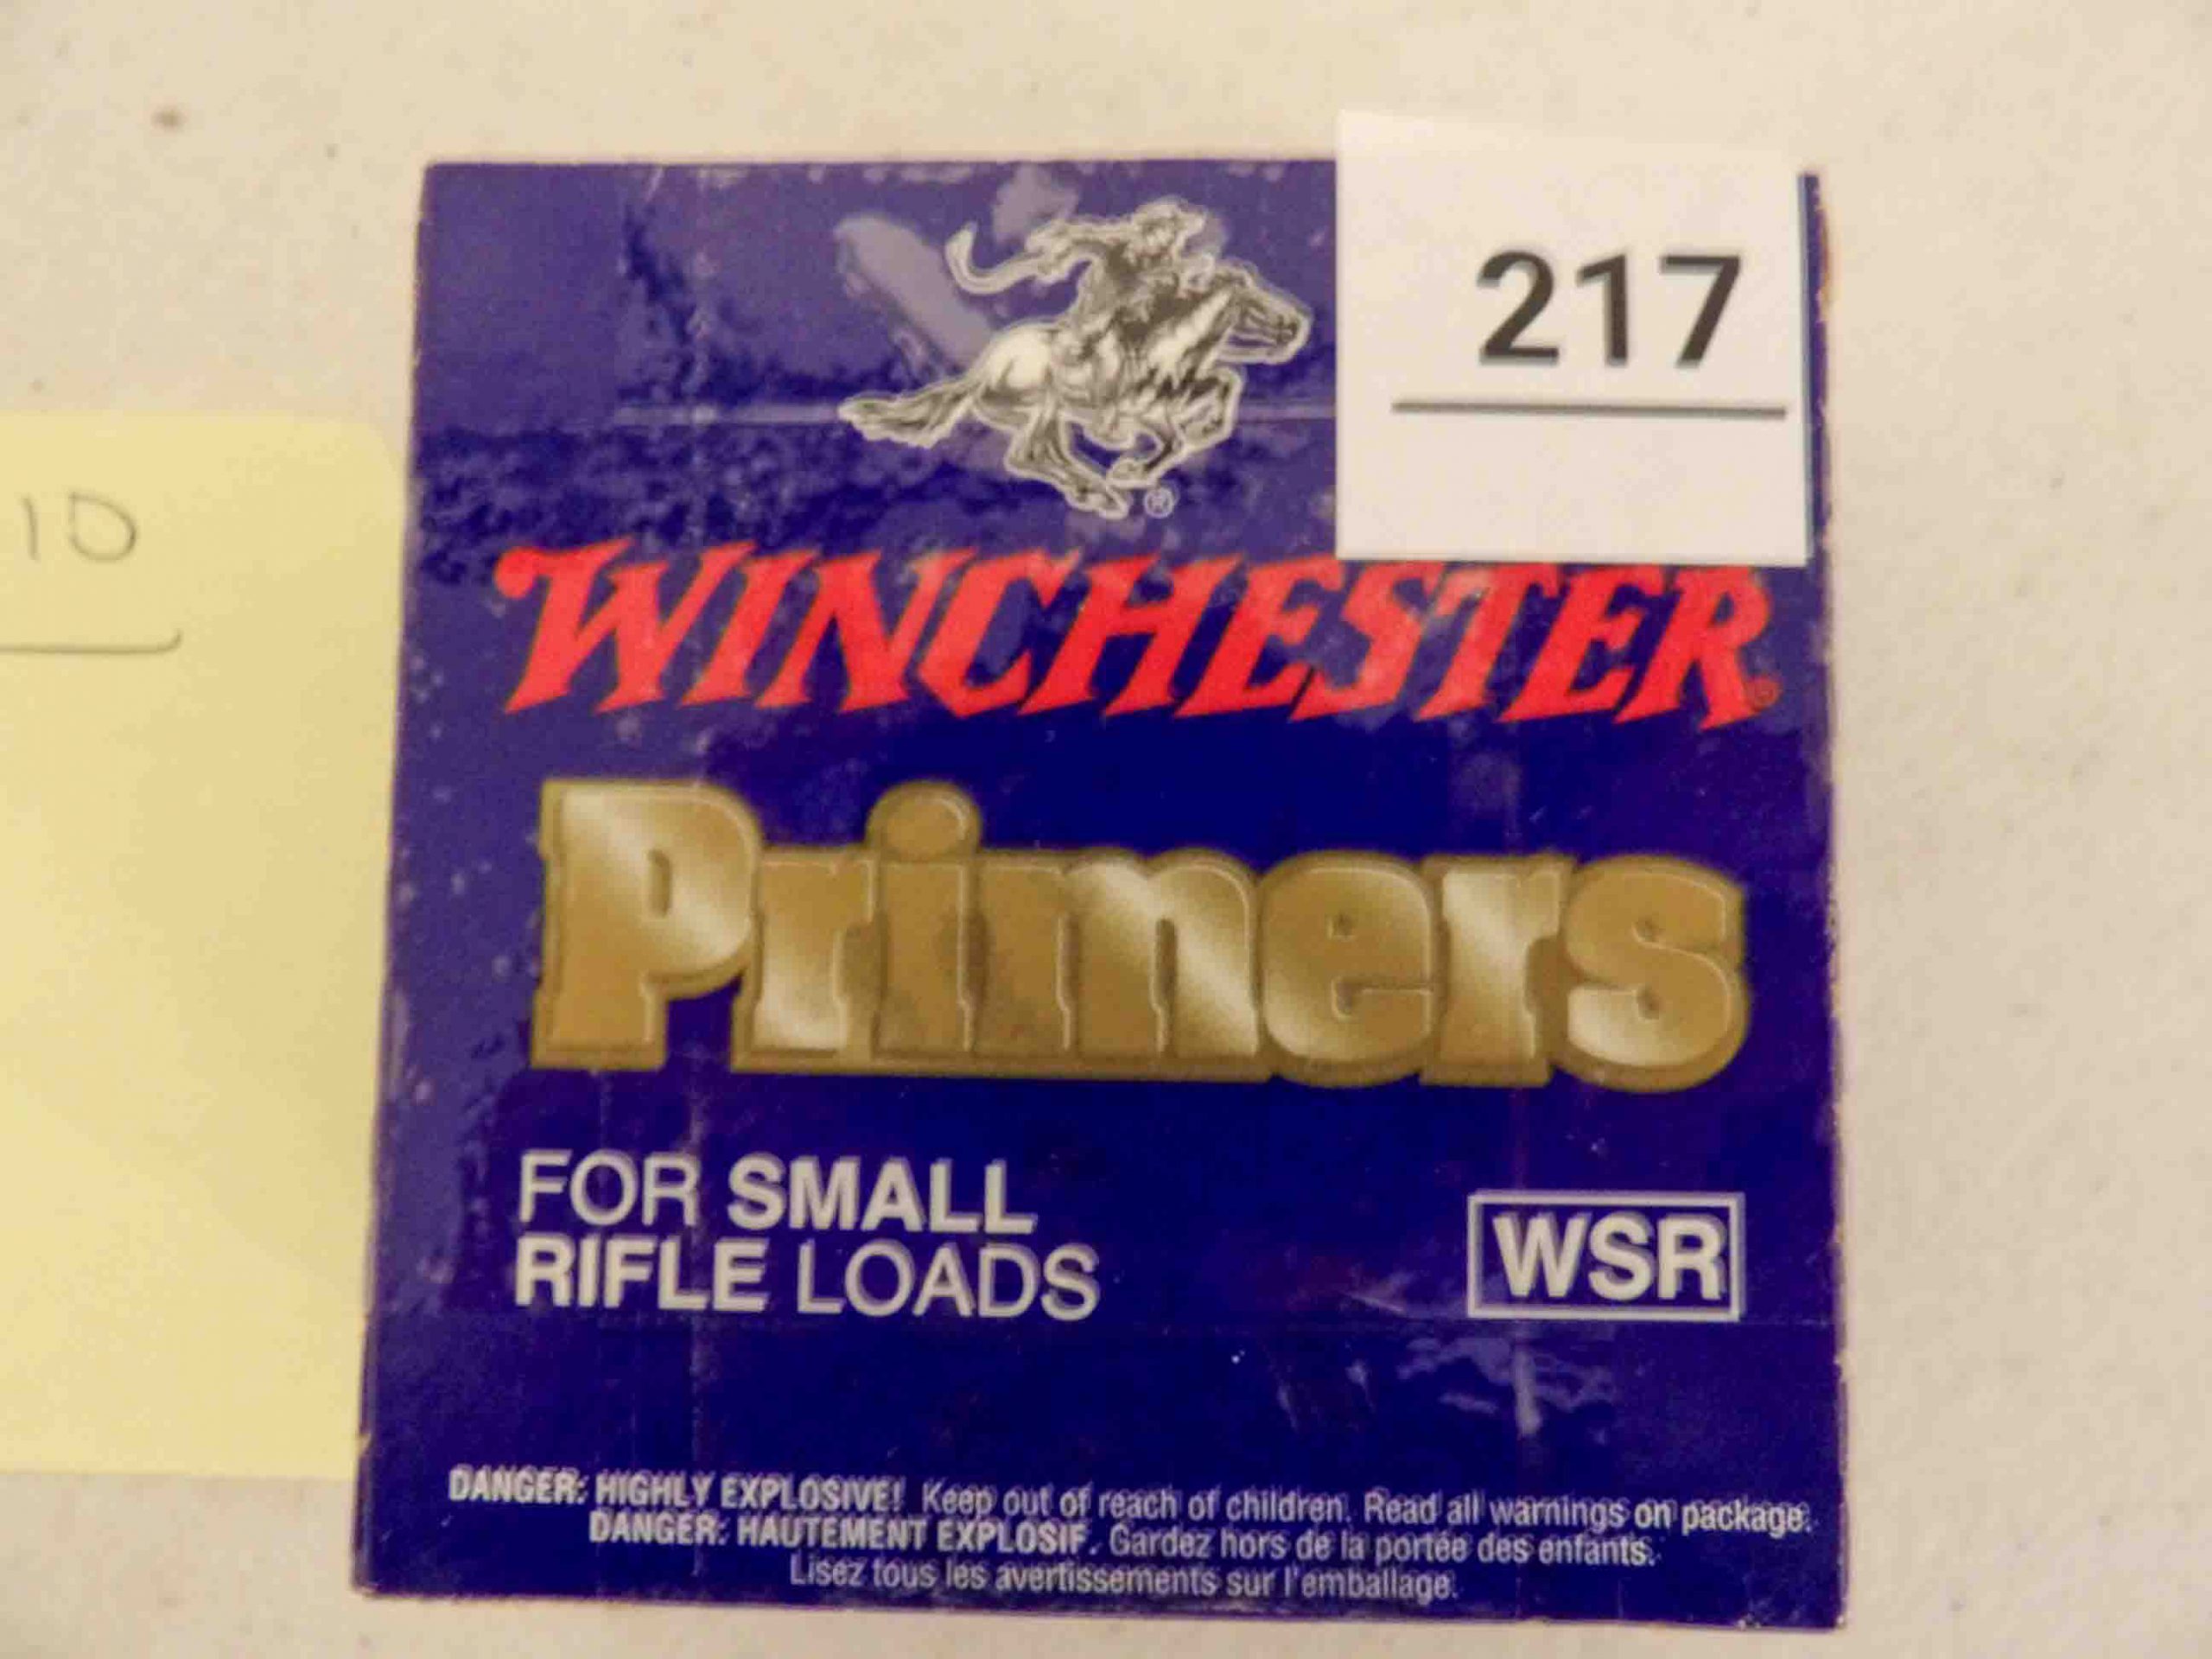 217
10
®
WINCHESTER®
Primers
FOR SMALL
RIFLE LOADS
WSR
DANGER: HIGHLY EXPLOSIVE! Keep out of reach of children. Read all warnings on package.
DANGER: HAUTEMENT EXPLOSIF. Gardez hors de la portée des enfants.
Lisez tous les avertissements sur l'emballage.